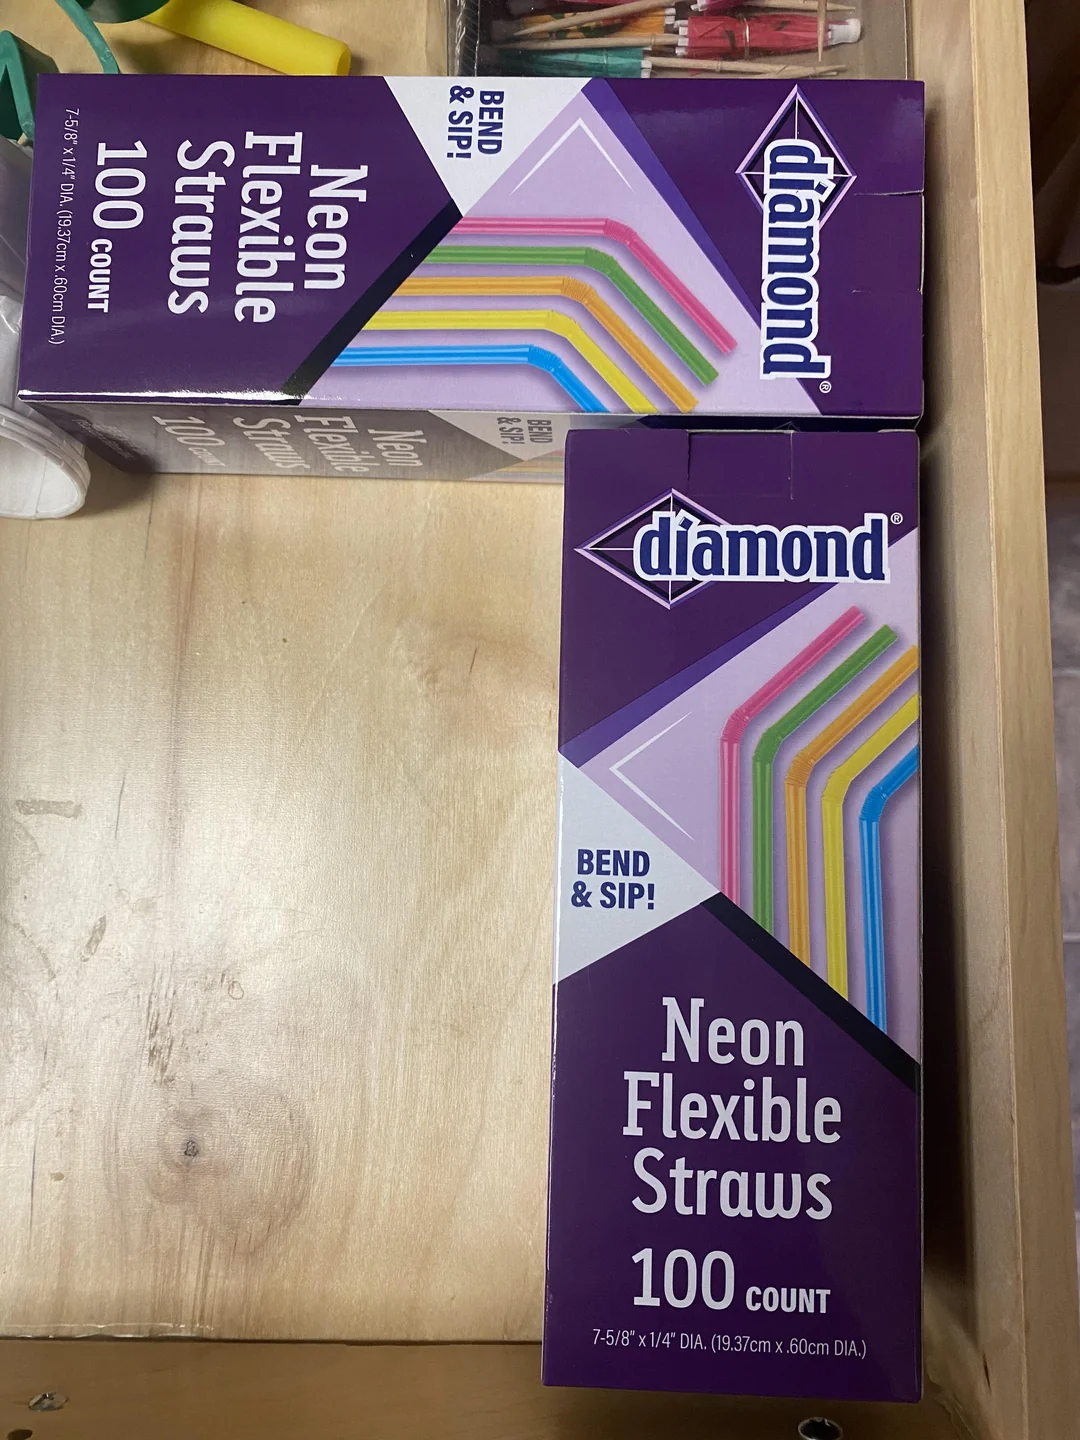 diamond®
BEND
& SIP!
Neon
Flexible
Straws
100 COUNT
7-5/8" x 1/4" DIA. (19.37cm x .60cm DIA.)
BEND
& SIP!
Neon
Flexible
Straws
100 COUNT
diamond®
BEND
& SIP!
Neon
Flexible
Straws
100 COUNT
7-5/8" x 1/4" DIA. (19.37cm x .60cm DIA.)